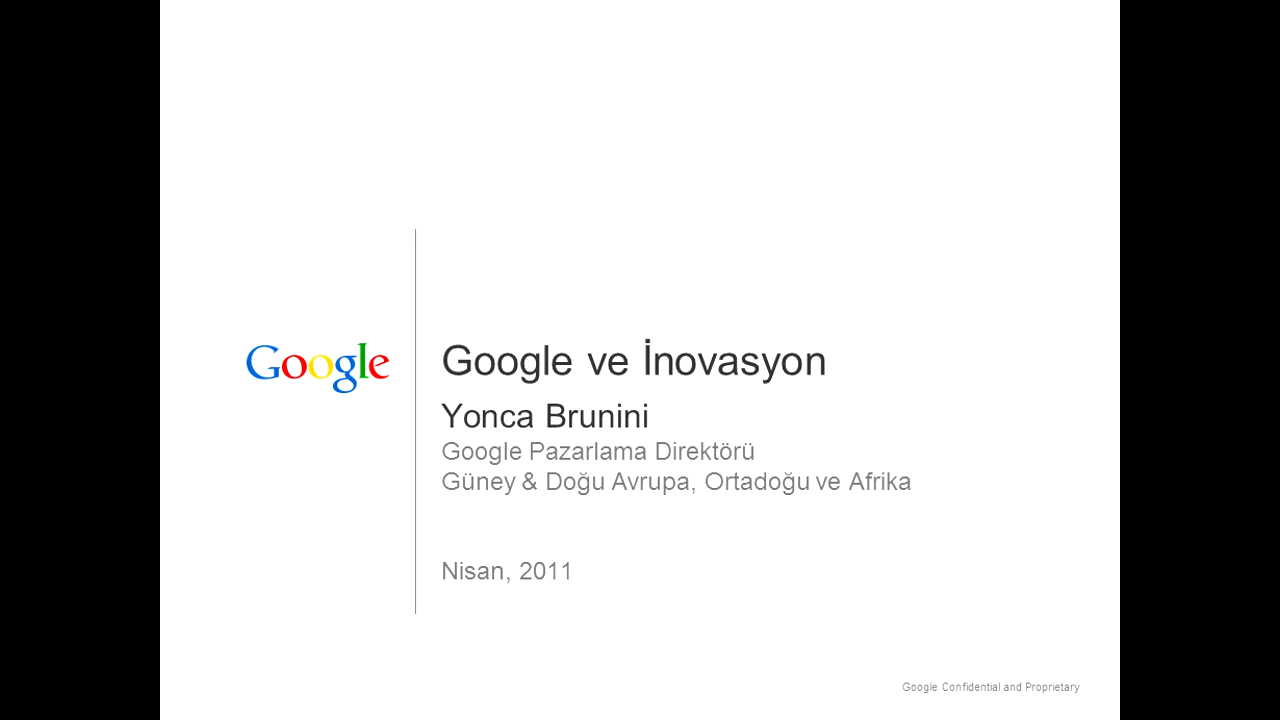 Google
Google ve İnovasyon
Yonca Brunini
Google Pazarlama Direktörü
Güney & Doğu Avrupa, Ortadoğu ve Afrika
Nisan, 2011
Google Confidential and Proprietary